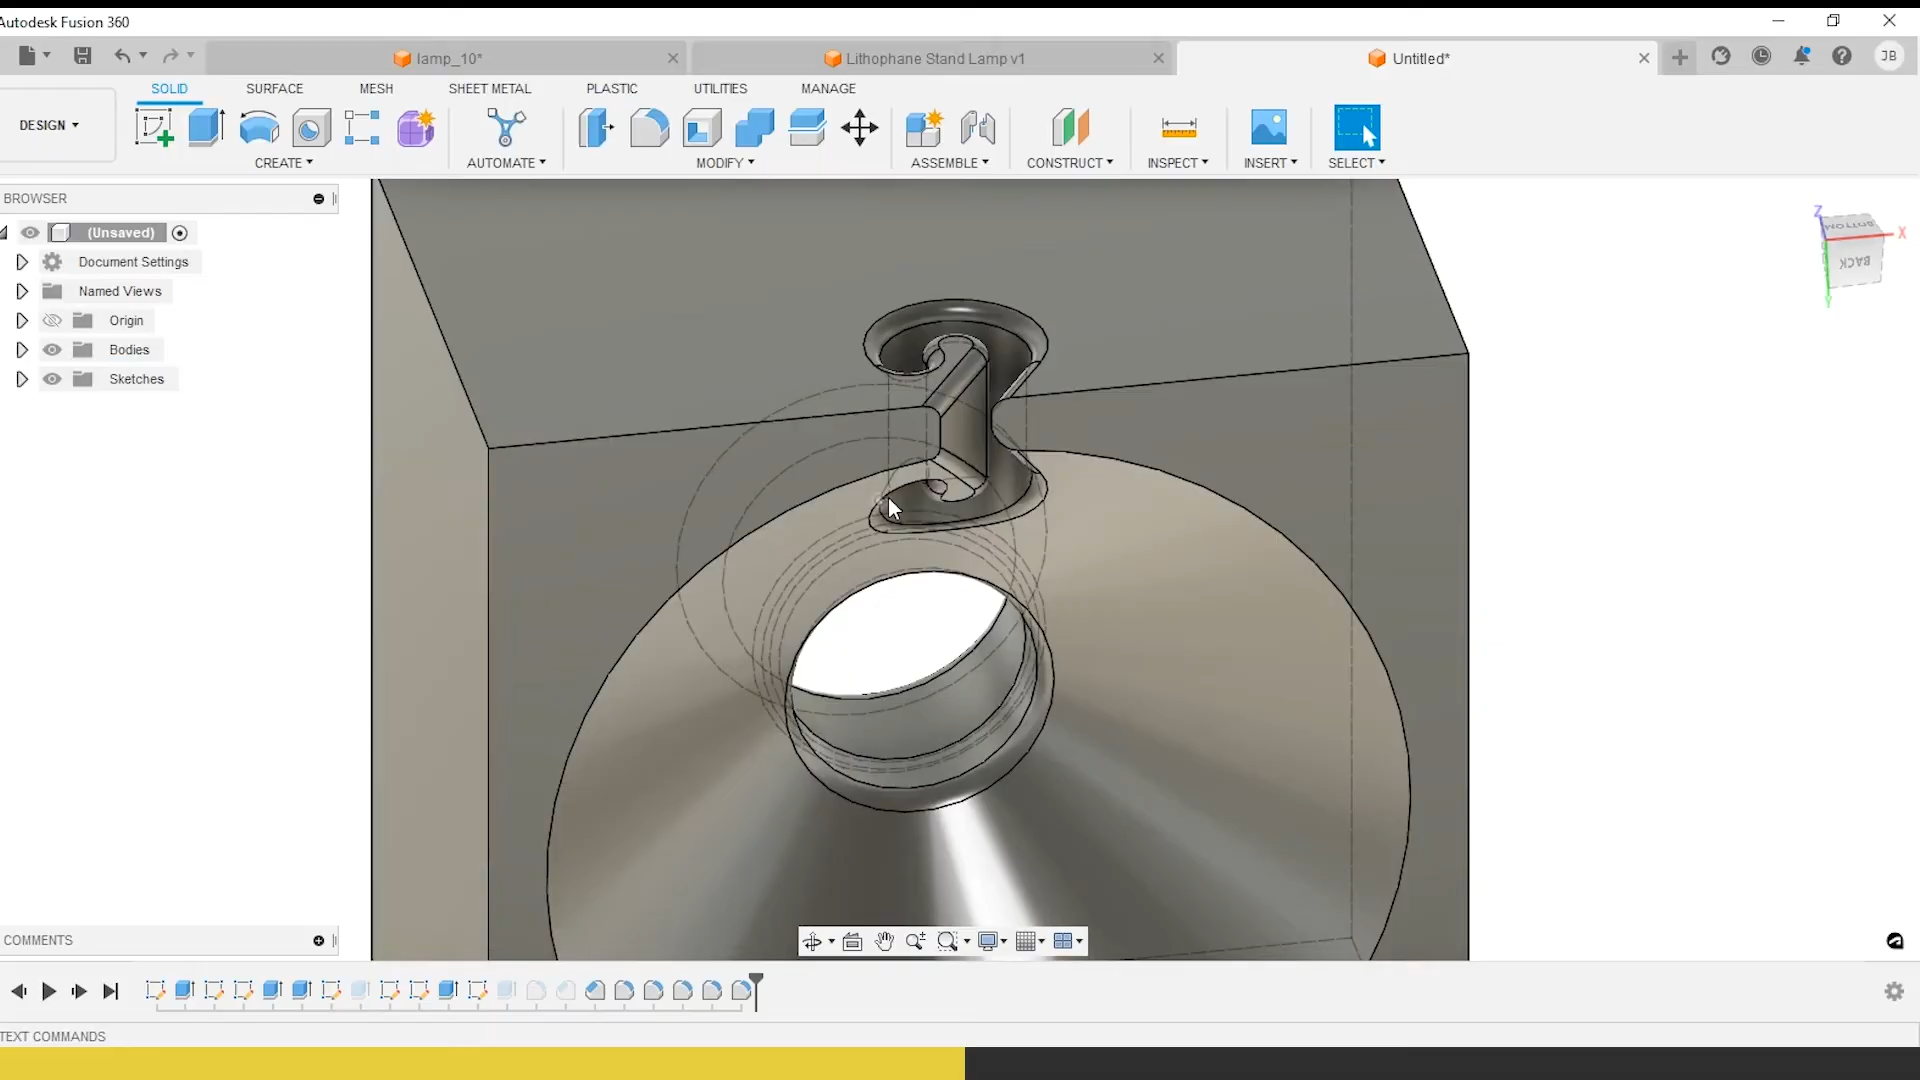 Autodesk Fusion 360
lamp_10*
Lithophane Stand Lamp v1
Untitled*
JB
SOLID
SURFACE
MESH
SHEET METAL
PLASTIC
UTILITIES
MANAGE
DESIGN
CREATE
AUTOMATE
MODIFY
ASSEMBLE
CONSTRUCT
INSPECT
INSERT
SELECT
BROWSER
(Unsaved)
Document Settings
Named Views
Origin
Bodies
Sketches
Z
BOTTOM
X
BACK
Y
COMMENTS
TEXT COMMANDS